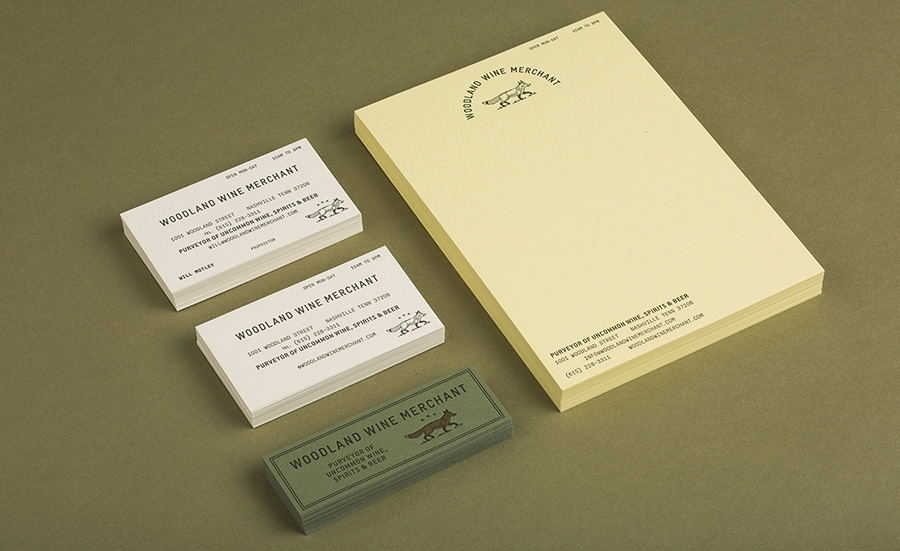 OPEN MON-SAT 10AM TO 9PM
WOODLAND WINE MERCHANT
1001 WOODLAND STREET NASHVILLE TENN 37206
TEL (615) 228-3311
PURVEYOR OF UNCOMMON WINE, SPIRITS & BEER
WILL@WOODLANDWINEMERCHANT.COM
PROPRIETOR
WILL MOTLEY
OPEN MON-SAT 10AM TO 9PM
WOODLAND WINE MERCHANT
1001 WOODLAND STREET NASHVILLE TENN 37206
TEL (615) 228-3311
PURVEYOR OF UNCOMMON WINE, SPIRITS & BEER
@WOODLANDWINEMERCHANT.COM
WOODLAND WINE MERCHANT
PURVEYOR OF
UNCOMMON WINE,
SPIRITS & BEER
OPEN MON-SAT 10AM TO 9PM
WOODLAND WINE MERCHANT
PURVEYOR OF UNCOMMON WINE, SPIRITS & BEER
1001 WOODLAND STREET NASHVILLE TENN 37206
INFO@WOODLANDWINEMERCHANT.COM
(615) 228-3311 WOODLANDWINEMERCHANT.COM